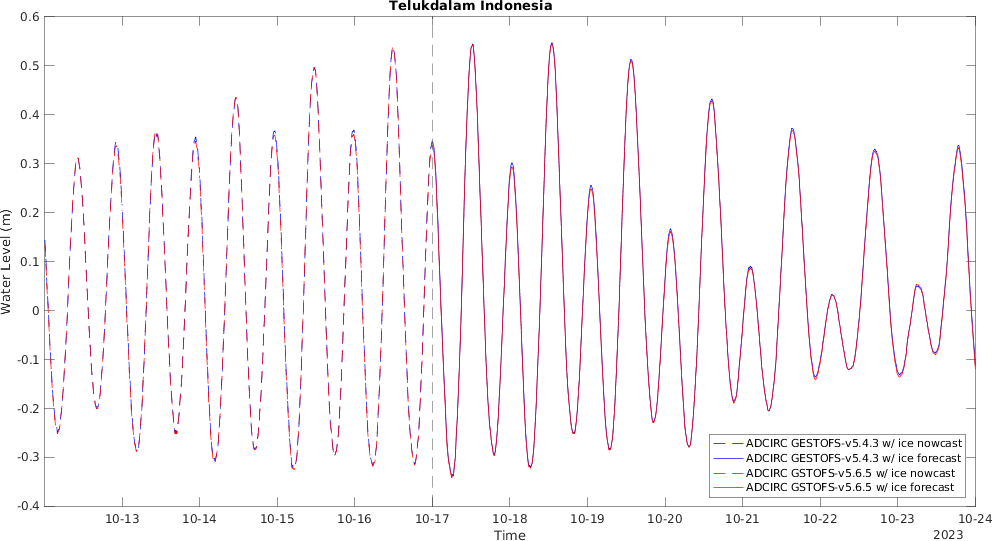 Telukdalam Indonesia
0.6
0.5
0.4
0.3
0.2
0.1
0
-0.1
-0.2
-0.3
-0.4
Water Level (m)
ADCIRC GESTOFS-v5.4.3 w/ ice nowcast
ADCIRC GESTOFS-v5.4.3 w/ ice forecast
ADCIRC GSTOFS-v5.6.5 w/ ice nowcast
ADCIRC GSTOFS-v5.6.5 w/ ice forecast
10-13 10-14 10-15 10-16 10-17 10-18 10-19 10-20 10-21 10-22 10-23 10-24
Time
2023